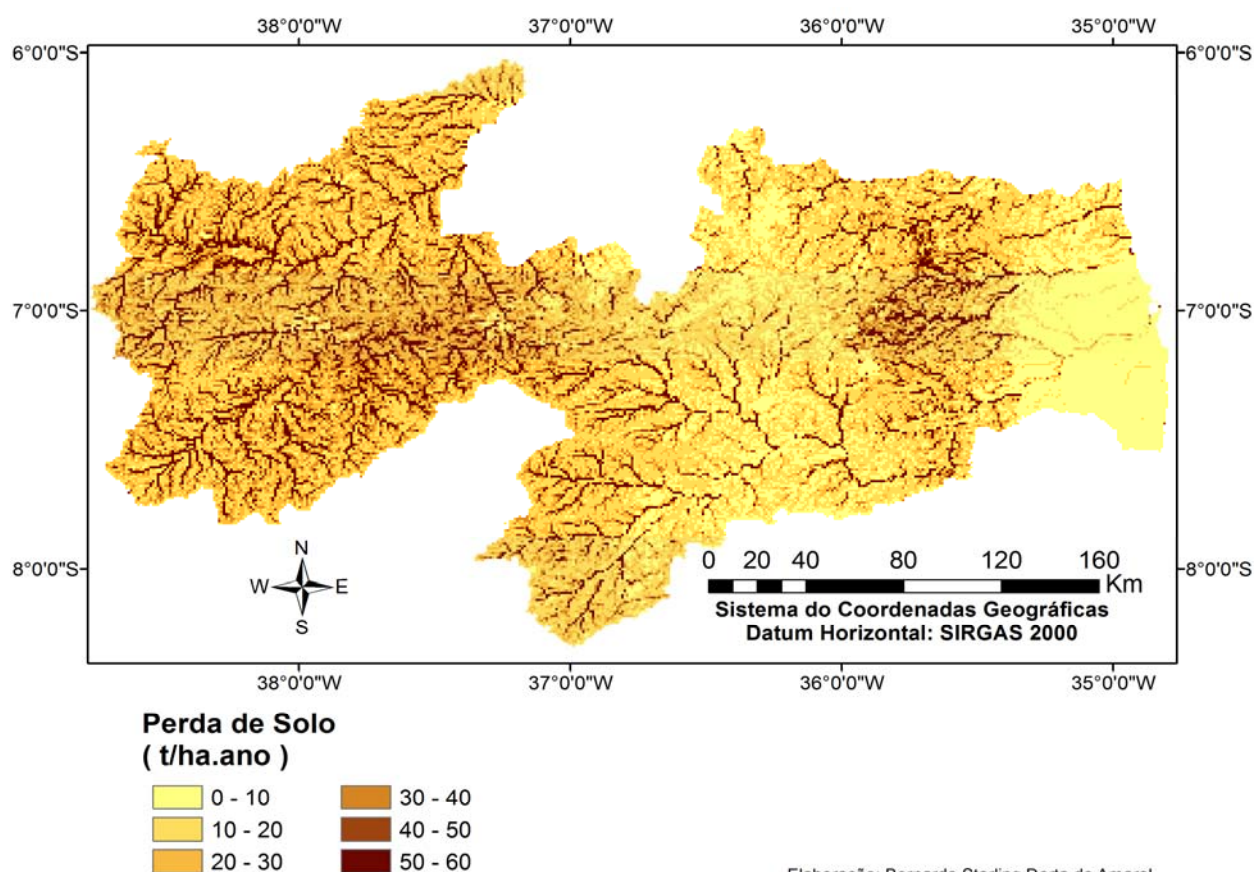 38°0'0"W 37°0'0"W 36°0'0"W 35°0'0"W
6°0'0"S 6°0'0"S
7°0'0"S 7°0'0"S
8°0'0"S 8°0'0"S
N
W E
S
0 20 40 80 120 160
Km
Sistema do Coordenadas Geográficas
Datum Horizontal: SIRGAS 2000
38°0'0"W 37°0'0"W 36°0'0"W 35°0'0"W
Perda de Solo
( t/ha.ano )
0 - 10 30 - 40
10 - 20 40 - 50
20 - 30 50 - 60